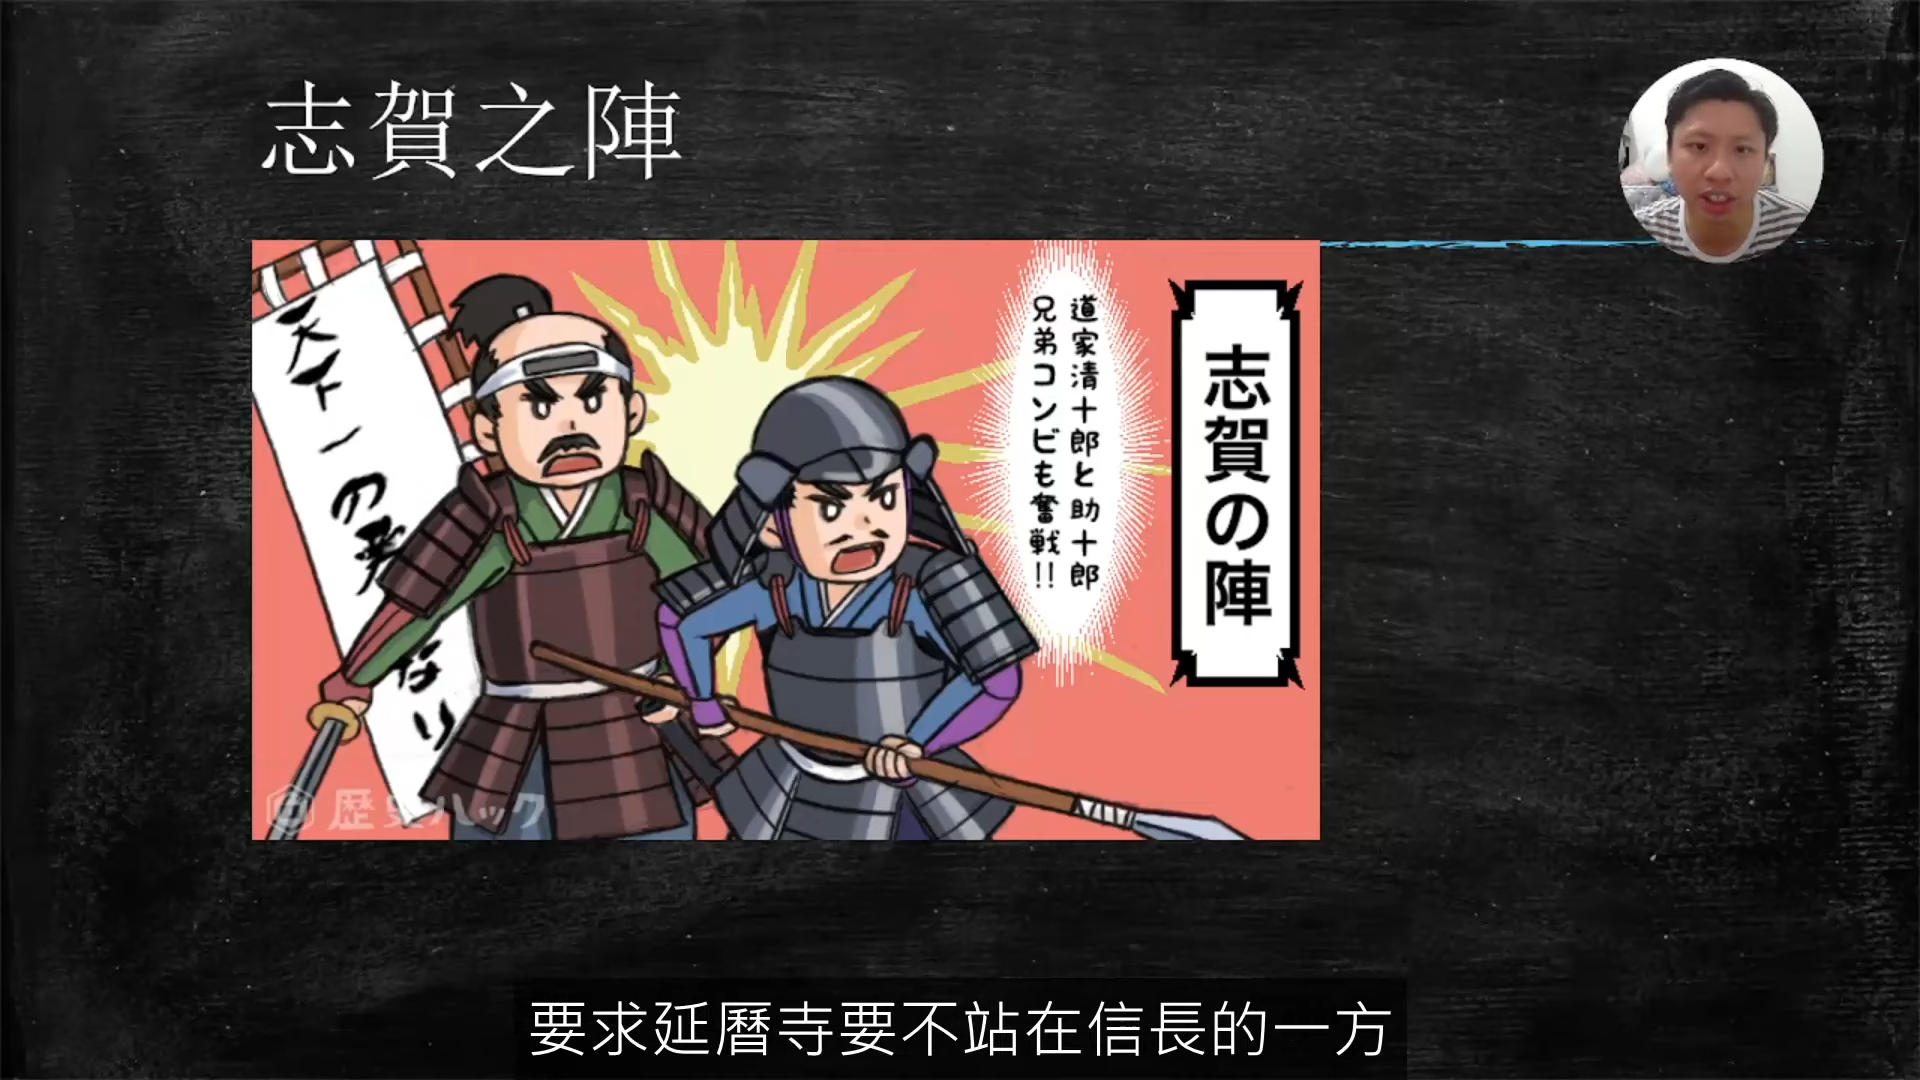 志賀之陣
志賀の陣
道家清十郎と助十郎
兄弟コンビも奮戦!!
天下一の勇なり
歴史ハック
要求延曆寺要不站在信長的一方